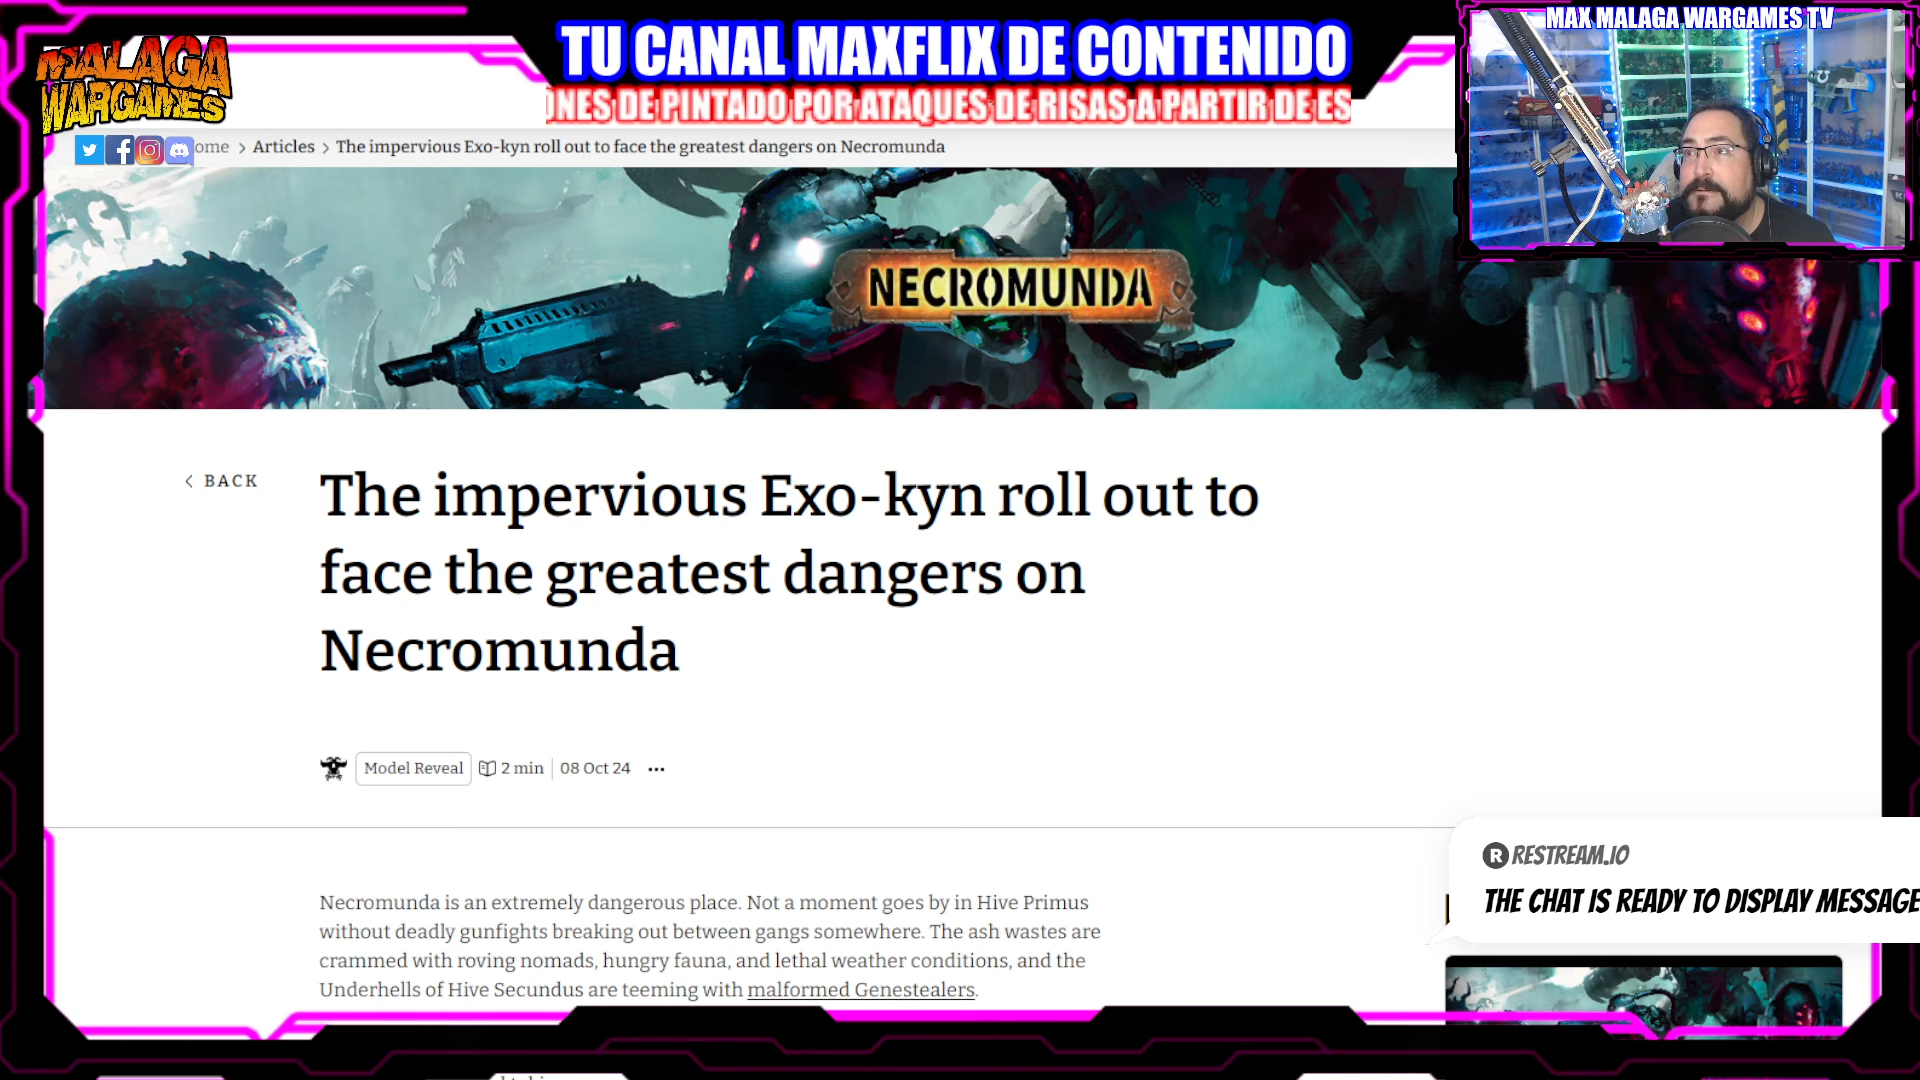 MALAGA
WARGAMES
TU CANAL MAXFLIX DE CONTENIDO
DE PINTADO POR ATAQUES DE RISAS A PARTIR DE ES
MAX MALAGA WARGAMES TV
ome > Articles > The impervious Exo-kyn roll out to face the greatest dangers on Necromunda
NECROMUNDA
< BACK
The impervious Exo-kyn roll out to
face the greatest dangers on
Necromunda
Model Reveal 2 min 08 Oct 24 ...
Necromunda is an extremely dangerous place. Not a moment goes by in Hive Primus
without deadly gunfights breaking out between gangs somewhere. The ash wastes are
crammed with roving nomads, hungry fauna, and lethal weather conditions, and the
Underhells of Hive Secundus are teeming with malformed Genestealers.
R RESTREAM.IO
THE CHAT IS READY TO DISPLAY MESSAGE